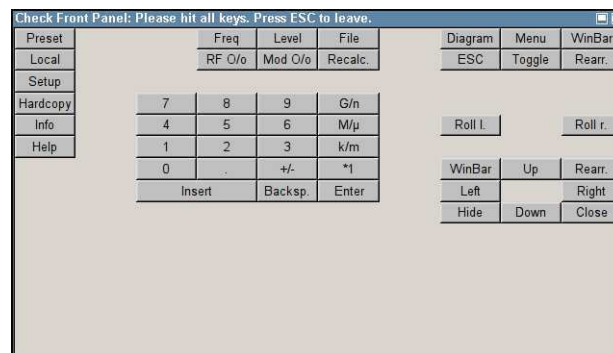 Check Front Panel: Please hit all keys. Press ESC to leave.
Preset Freq Level File Diagram Menu WinBar
Local RF O/o Mod O/o Recalc. ESC Toggle Rearr.
Setup
Hardcopy 7 8 9 G/n
Info 4 5 6 M/µ Roll l. Roll r.
Help 1 2 3 k/m
0 . +/- *1 WinBar Up Rearr.
Insert Backsp. Enter Left Right
Hide Down Close